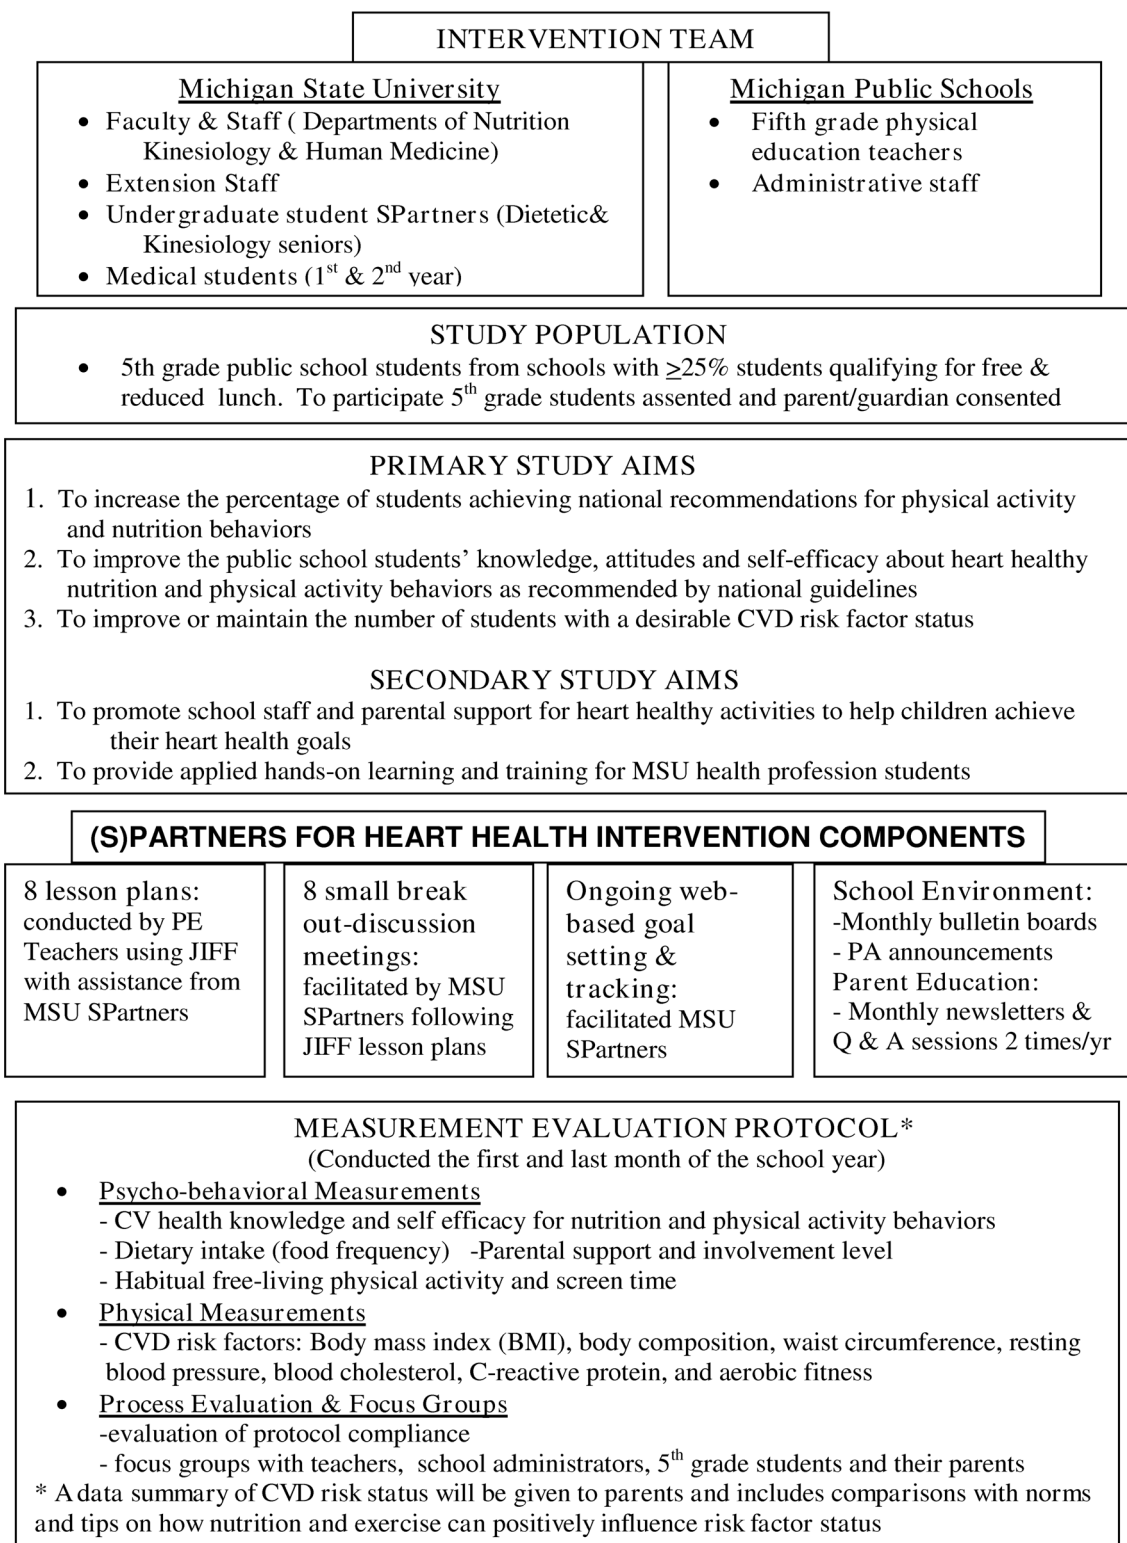 INTERVENTION TEAM
Michigan State University
• Faculty & Staff ( Departments of Nutrition
Kinesiology & Human Medicine)
• Extension Staff
• Undergraduate student SPartners (Dietetic&
Kinesiology seniors)
• Medical students (1st & 2nd year)
Michigan Public Schools
• Fifth grade physical
education teachers
• Administrative staff
STUDY POPULATION
• 5th grade public school students from schools with ≥25% students qualifying for free &
reduced lunch. To participate 5th grade students assented and parent/guardian consented
PRIMARY STUDY AIMS
1. To increase the percentage of students achieving national recommendations for physical activity
and nutrition behaviors
2. To improve the public school students' knowledge, attitudes and self-efficacy about heart healthy
nutrition and physical activity behaviors as recommended by national guidelines
3. To improve or maintain the number of students with a desirable CVD risk factor status
SECONDARY STUDY AIMS
1. To promote school staff and parental support for heart healthy activities to help children achieve
their heart health goals
2. To provide applied hands-on learning and training for MSU health profession students
(S)PARTNERS FOR HEART HEALTH INTERVENTION COMPONENTS
8 lesson plans:
conducted by PE
Teachers using JIFF
with assistance from
MSU SPartners
8 small break
out-discussion
meetings:
facilitated by MSU
SPartners following
JIFF lesson plans
Ongoing web-
based goal
setting &
tracking:
facilitated MSU
SPartners
School Environment:
-Monthly bulletin boards
- PA announcements
Parent Education:
- Monthly newsletters &
Q & A sessions 2 times/yr
MEASUREMENT EVALUATION PROTOCOL*
(Conducted the first and last month of the school year)
• Psycho-behavioral Measurements
- CV health knowledge and self efficacy for nutrition and physical activity behaviors
- Dietary intake (food frequency) -Parental support and involvement level
- Habitual free-living physical activity and screen time
• Physical Measurements
- CVD risk factors: Body mass index (BMI), body composition, waist circumference, resting
blood pressure, blood cholesterol, C-reactive protein, and aerobic fitness
• Process Evaluation & Focus Groups
-evaluation of protocol compliance
- focus groups with teachers, school administrators, 5th grade students and their parents
* A data summary of CVD risk status will be given to parents and includes comparisons with norms
and tips on how nutrition and exercise can positively influence risk factor status